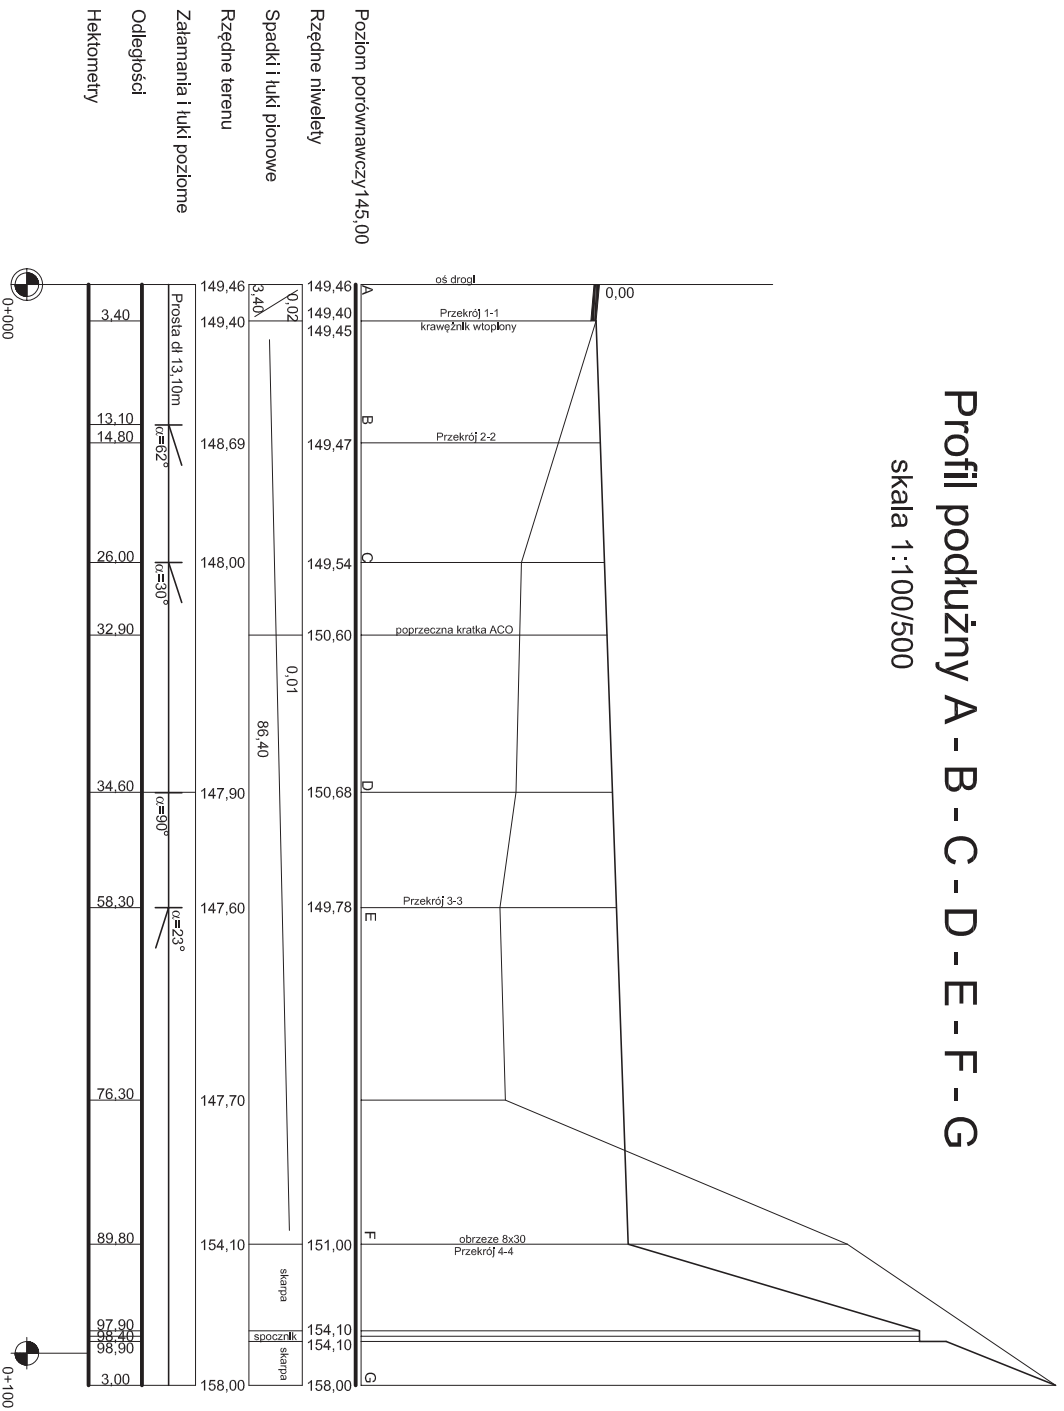 Profil podłużny A - B - C - D - E - F - G
skala 1:100/500
0,00
oś drogi
Przekrój 1-1
krawężnik wtopiony
Przekrój 2-2
poprzeczna kratka ACO
Przekrój 3-3
obrzeze 8x30
Przekrój 4-4
Poziom porównawczy145,00
A
B
C
D
E
F
G
Rzędne niwelety
149,46
149,40
149,45
149,47
149,54
150,60
150,68
149,78
151,00
154,10
154,10
158,00
Spadki i łuki pionowe
0,02
3,40
0,01
86,40
skarpa
spocznik
skarpa
Rzędne terenu
149,46
149,40
148,69
148,00
147,90
147,60
147,70
154,10
158,00
Załamania i łuki poziome
Prosta dł 13,10m
α=62°
α=30°
α=90°
α=23°
Odległości
3,40
13,10
14,80
26,00
32,90
34,60
58,30
76,30
89,80
97,90
98,40
98,90
3,00
Hektometry
0+000
0+100